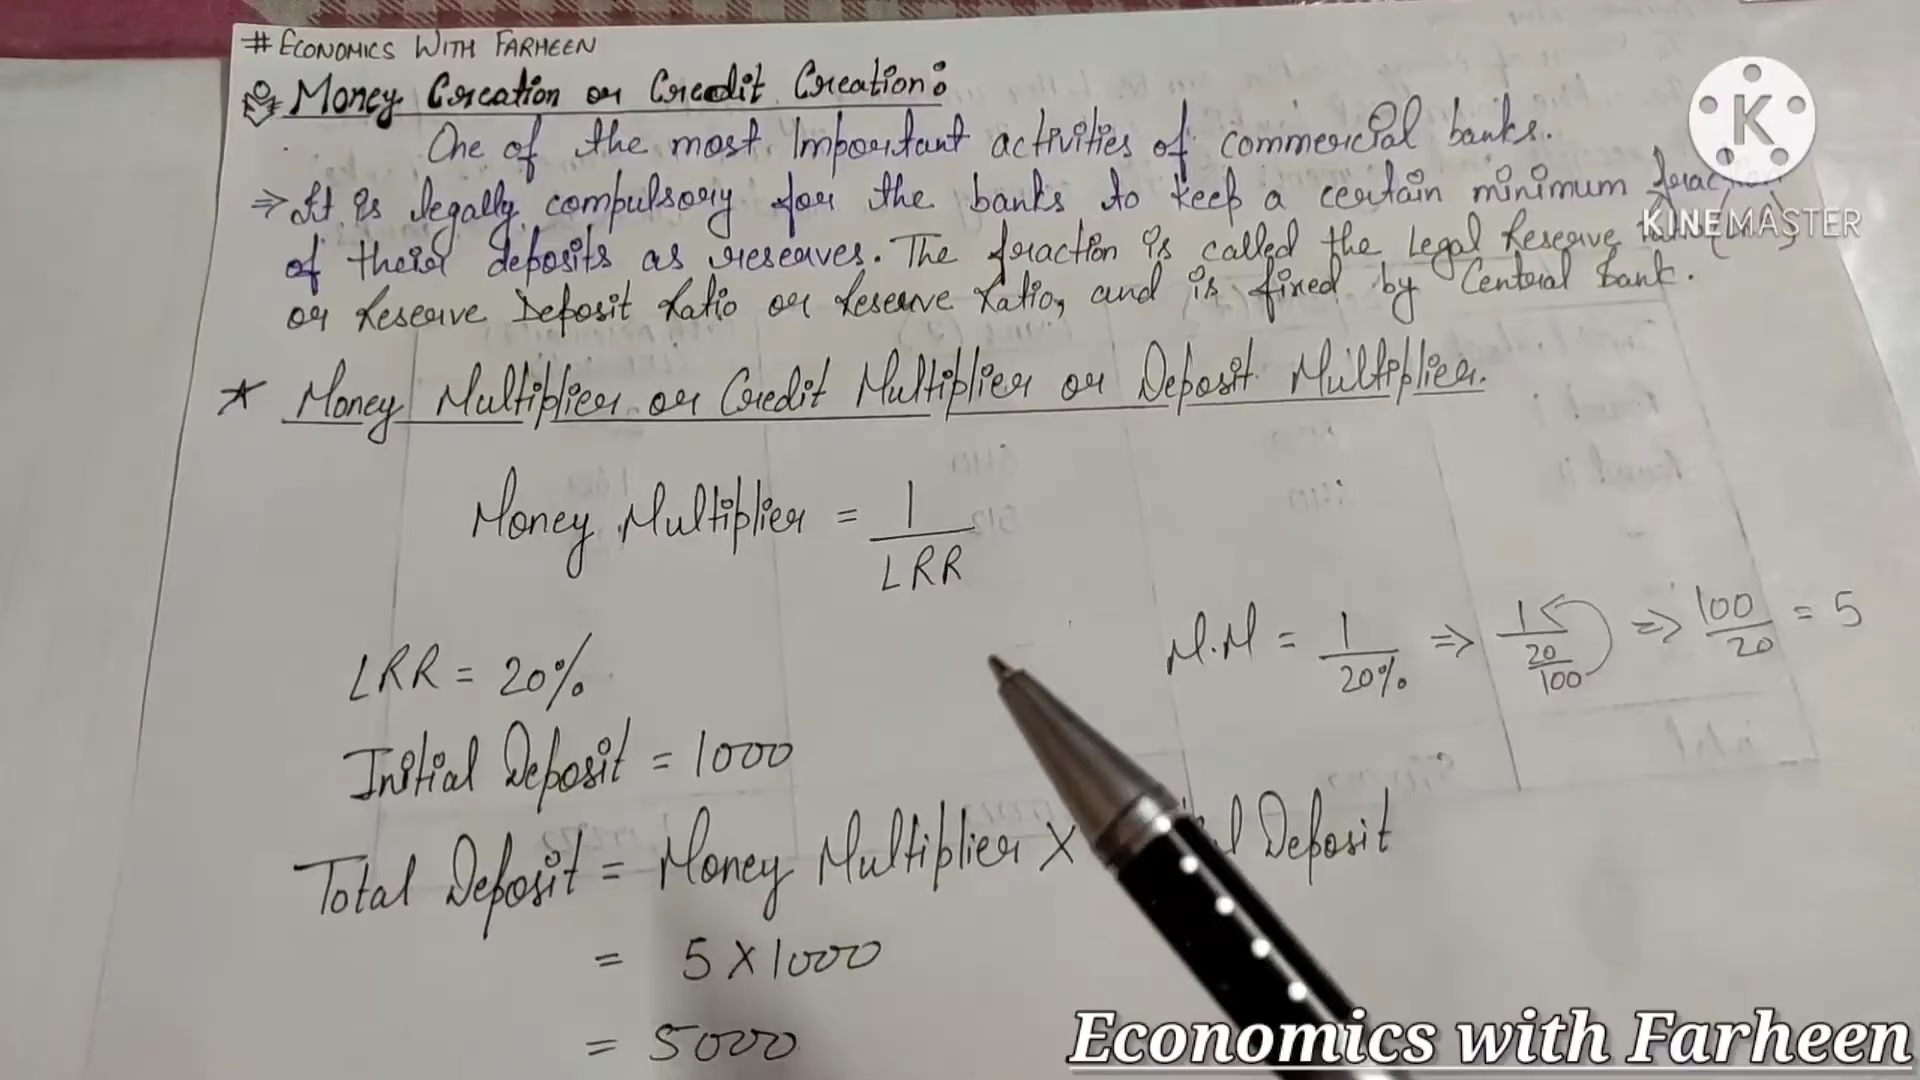 # ECONOMICS WITH FARHEEN
Money Creation or Credit Creation:
One of the most Important activities of commercial banks.
⇒ It is legally compulsory for the banks to keep a certain minimum fraction
of their deposits as reserves. The fraction is called the Legal Reserve
or Reserve Deposit Ratio or Reserve Ratio, and is fixed by Central Bank.
K
KINEMASTER
★ Money Multiplier or Credit Multiplier or Deposit Multiplier.
Money Multiplier = 1/LRR
M.M = 1/20% ⇒ 1/(20/100) ⇒ 100/20 = 5
LRR = 20%
Initial Deposit = 1000
Total Deposit = Money Multiplier X Deposit
= 5 X 1000
= 5000
Economics with Farheen